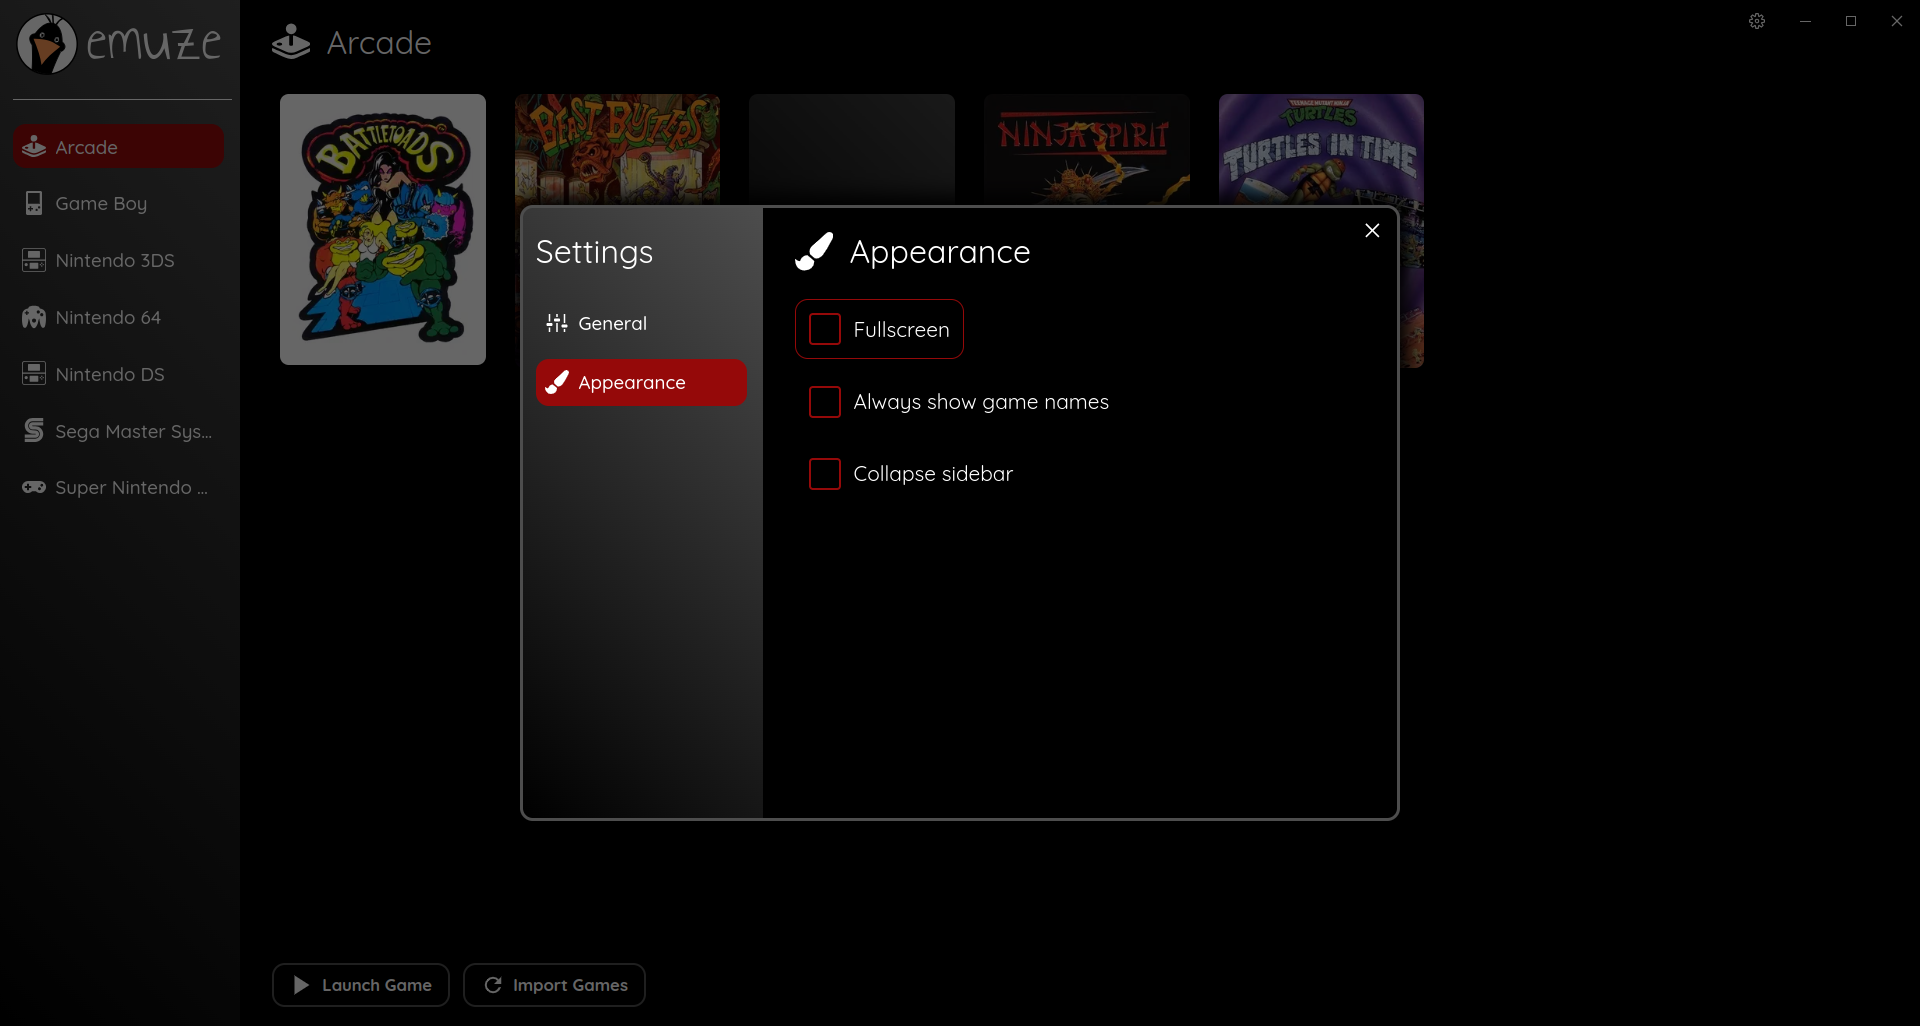 emuze
Arcade
Arcade
Game Boy
Nintendo 3DS
Nintendo 64
Nintendo DS
Sega Master Sys...
Super Nintendo ...
BATTLETOADS
BEAST BUSTERS
NINJA SPIRIT
TEENAGE MUTANT NINJA
TURTLES
TURTLES IN TIME
Settings
General
Appearance
Appearance
Fullscreen
Always show game names
Collapse sidebar
Launch Game
Import Games